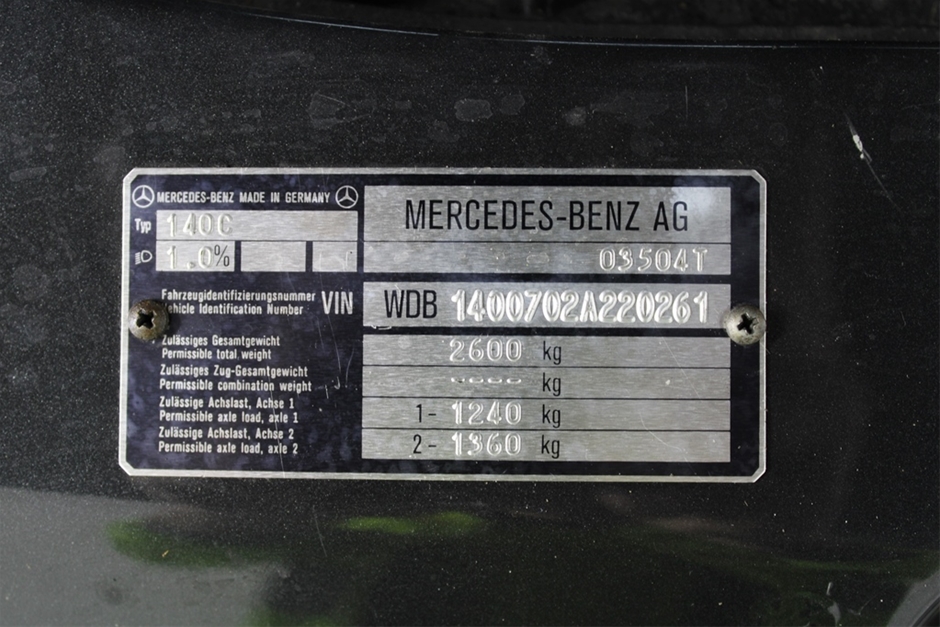 MERCEDES-BENZ MADE IN GERMANY
MERCEDES-BENZ AG
Typ 140C
1.0%
03504T
Fahrzeugidentifizierungsnummer
Vehicle Identification Number
VIN
WDB 1400702A220261
Zulässiges Gesamtgewicht
Permissible total weight
2600 kg
Zulässiges Zug-Gesamtgewicht
Permissible combination weight
---- kg
Zulässige Achslast, Achse 1
Permissible axle load, axle 1
1- 1240 kg
Zulässige Achslast, Achse 2
Permissible axle load, axle 2
2- 1360 kg